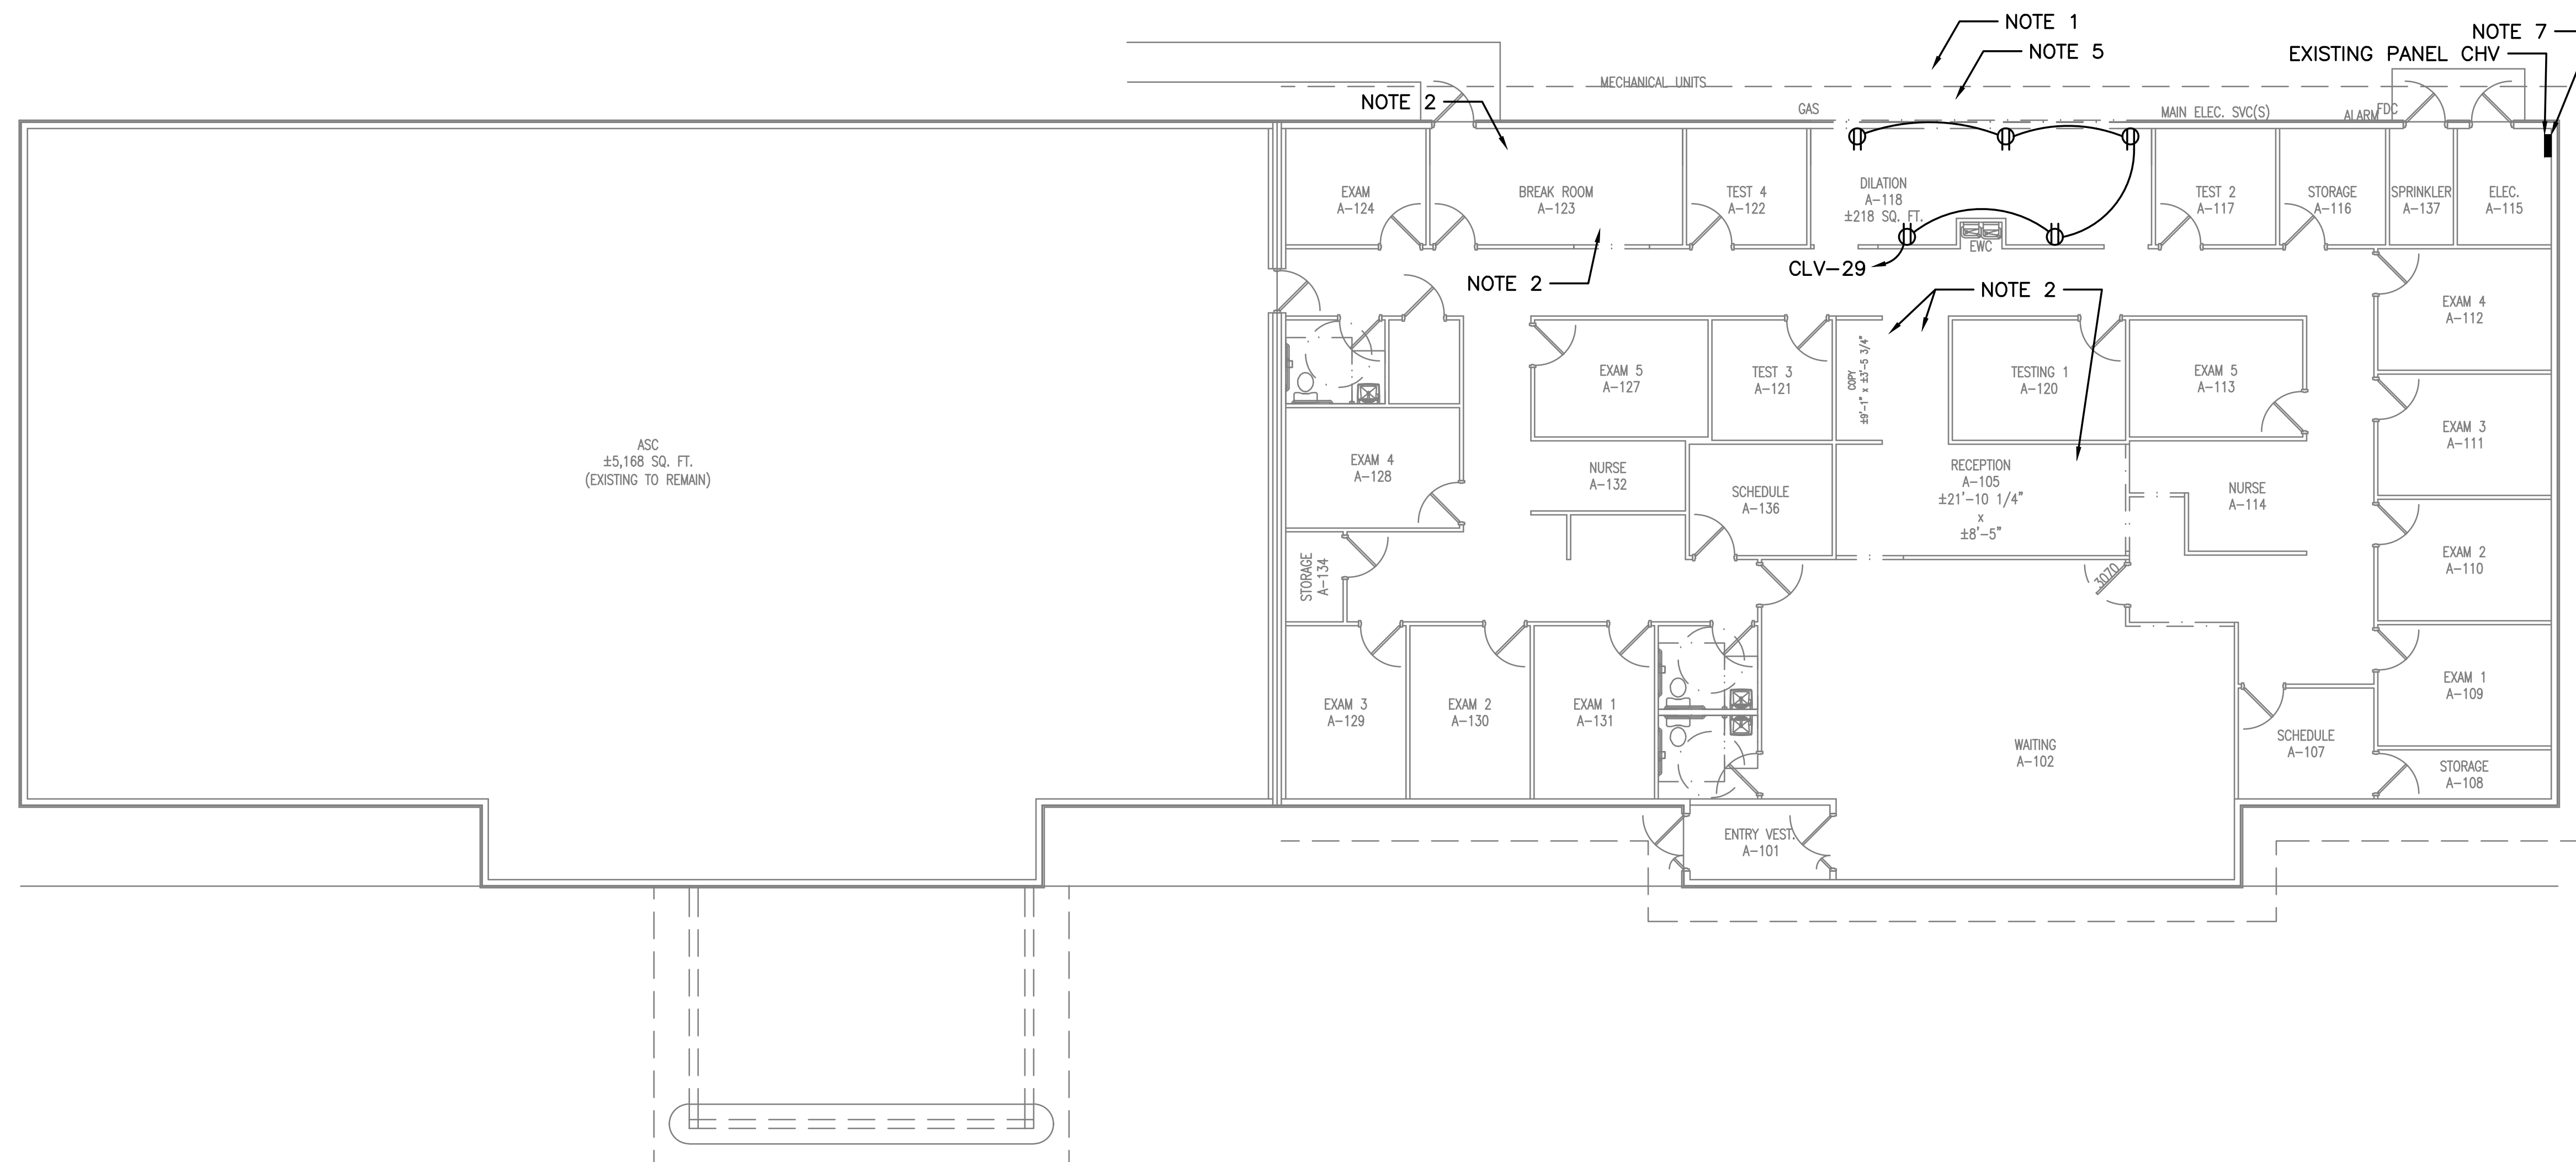 NOTE 1
NOTE 7
NOTE 5
EXISTING PANEL CHV
MECHANICAL UNITS
NOTE 2
GAS
MAIN ELEC. SVC(S)
ALARM
FDC
EXAM
A-124
BREAK ROOM
A-123
TEST 4
A-122
DILATION
A-118
±218 SQ. FT.
TEST 2
A-117
STORAGE
A-116
SPRINKLER
A-137
ELEC.
A-115
EWC
CLV-29
NOTE 2
NOTE 2
EXAM 4
A-112
EXAM 5
A-127
TEST 3
A-121
COPY
±9'-1" x ±3'-5 3/4"
TESTING 1
A-120
EXAM 5
A-113
EXAM 3
A-111
ASC
±5,168 SQ. FT.
(EXISTING TO REMAIN)
EXAM 4
A-128
NURSE
A-132
SCHEDULE
A-136
RECEPTION
A-105
±21'-10 1/4"
x
±8'-5"
NURSE
A-114
EXAM 2
A-110
STORAGE
A-134
3070
EXAM 1
A-109
EXAM 3
A-129
EXAM 2
A-130
EXAM 1
A-131
WAITING
A-102
SCHEDULE
A-107
STORAGE
A-108
ENTRY VEST.
A-101